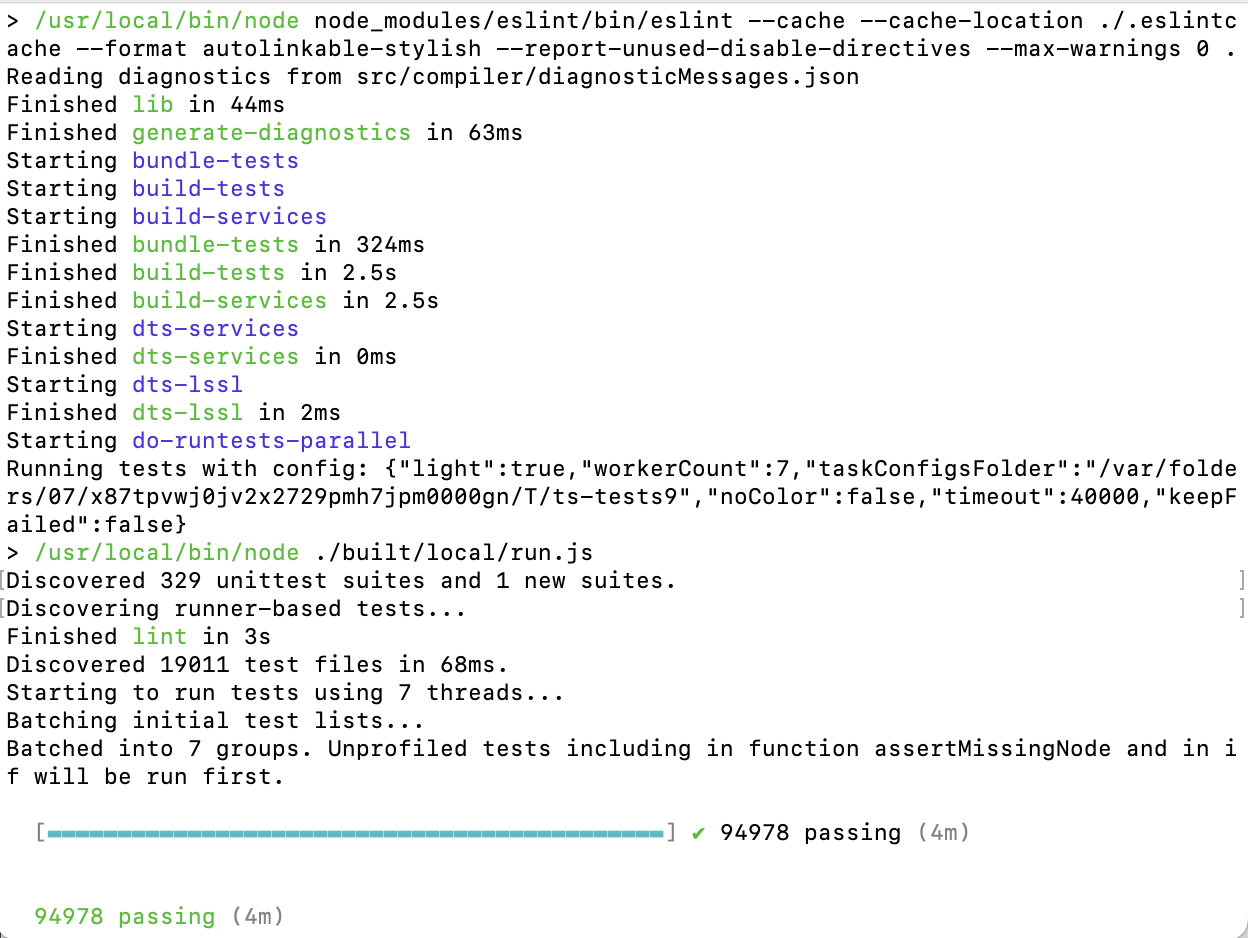 > /usr/local/bin/node node_modules/eslint/bin/eslint --cache --cache-location ./.eslintc
ache --format autolinkable-stylish --report-unused-disable-directives --max-warnings 0 .
Reading diagnostics from src/compiler/diagnosticMessages.json
Finished lib in 44ms
Finished generate-diagnostics in 63ms
Starting bundle-tests
Starting build-tests
Starting build-services
Finished bundle-tests in 324ms
Finished build-tests in 2.5s
Finished build-services in 2.5s
Starting dts-services
Finished dts-services in 0ms
Starting dts-lssl
Finished dts-lssl in 2ms
Starting do-runtests-parallel
Running tests with config: {"light":true,"workerCount":7,"taskConfigsFolder":"/var/folde
rs/07/x87tpvwj0jv2x2729pmh7jpm0000gn/T/ts-tests9","noColor":false,"timeout":40000,"keepF
ailed":false}
> /usr/local/bin/node ./built/local/run.js
[Discovered 329 unittest suites and 1 new suites. ]
[Discovering runner-based tests... ]
Finished lint in 3s
Discovered 19011 test files in 68ms.
Starting to run tests using 7 threads...
Batching initial test lists...
Batched into 7 groups. Unprofiled tests including in function assertMissingNode and in i
f will be run first.
[▬▬▬▬▬▬▬▬▬▬▬▬▬▬▬▬▬▬▬▬▬▬▬▬▬▬▬▬▬▬▬▬▬▬▬▬▬▬▬▬▬▬▬▬] ✔ 94978 passing (4m)
94978 passing (4m)